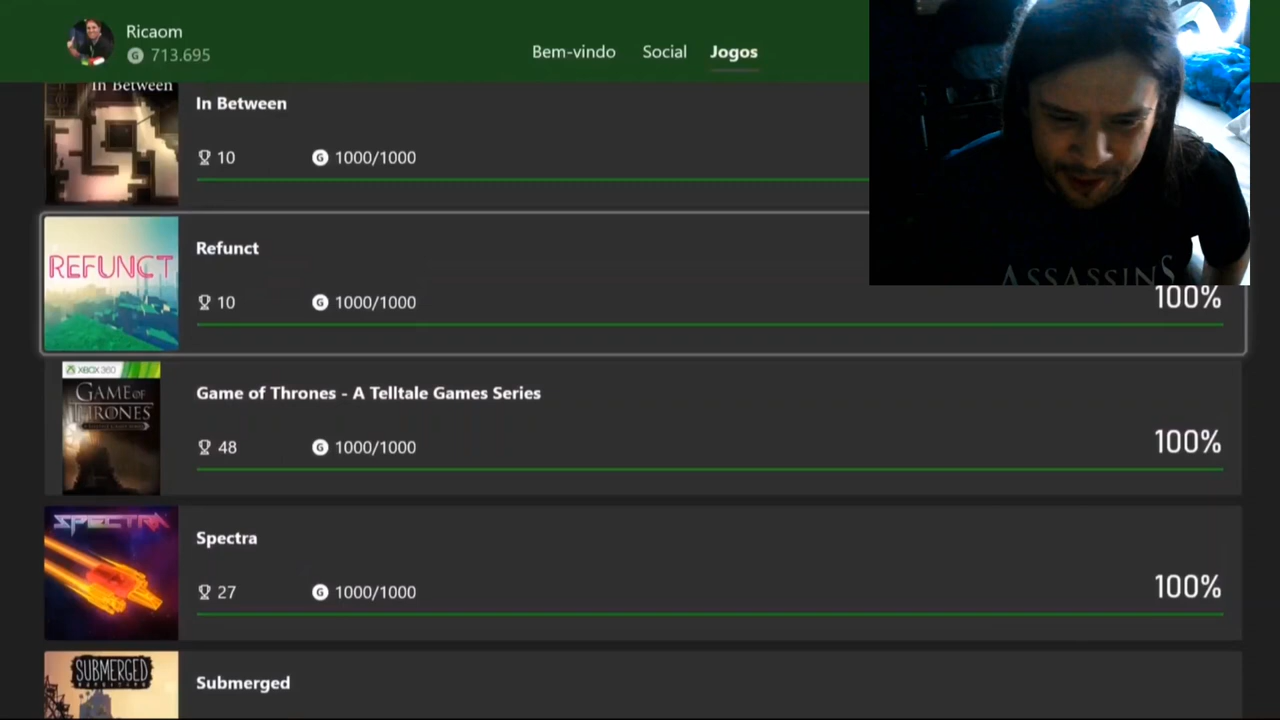 Ricaom
G 713.695
Bem-vindo Social Jogos
In Between
In Between
10 G 1000/1000
REFUNCT
Refunct
10 G 1000/1000
100%
ASSASSINS
XBOX 360
GAME OF
THRONES
Game of Thrones - A Telltale Games Series
48 G 1000/1000
100%
SPECTRA
Spectra
27 G 1000/1000
100%
SUBMERGED
Submerged